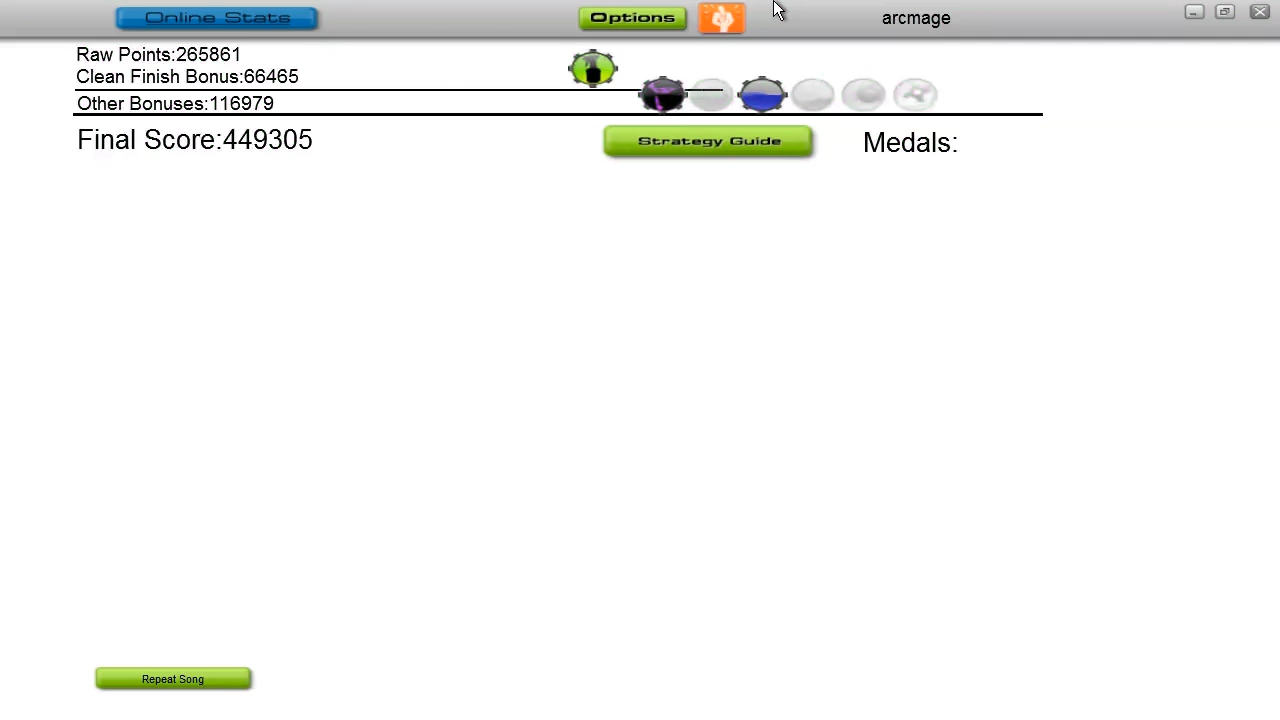 Online Stats
Options
arcmage
Raw Points:265861
Clean Finish Bonus:66465
Other Bonuses:116979
Final Score:449305
Strategy Guide
Medals:
Repeat Song